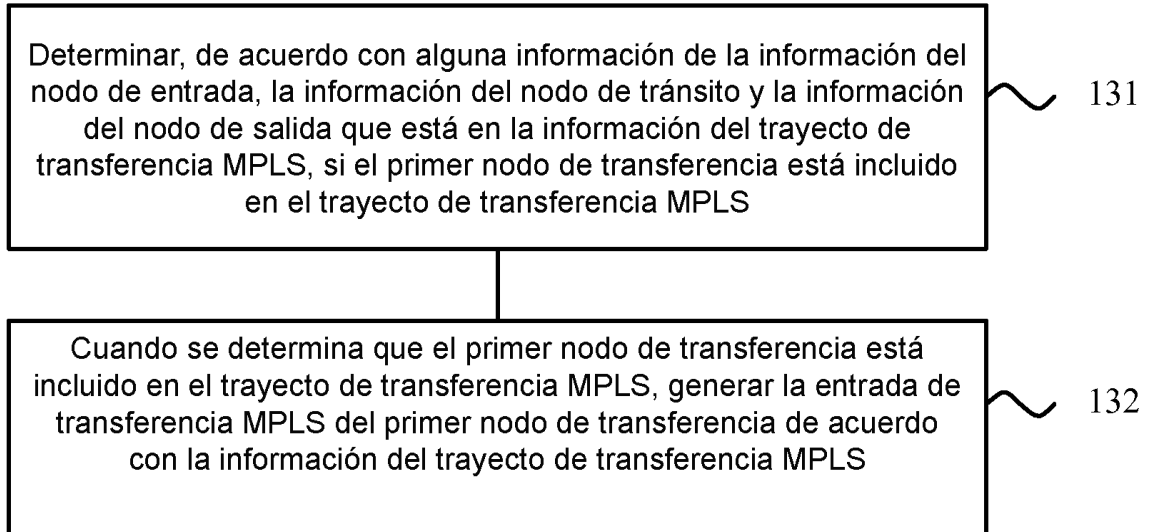 Determinar, de acuerdo con alguna información de la información del
nodo de entrada, la información del nodo de tránsito y la información
del nodo de salida que está en la información del trayecto de
transferencia MPLS, si el primer nodo de transferencia está incluido
en el trayecto de transferencia MPLS
131
Cuando se determina que el primer nodo de transferencia está
incluido en el trayecto de transferencia MPLS, generar la entrada de
transferencia MPLS del primer nodo de transferencia de acuerdo
con la información del trayecto de transferencia MPLS
132